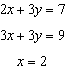 2x + 3y = 7
3x + 3y = 9
x = 2